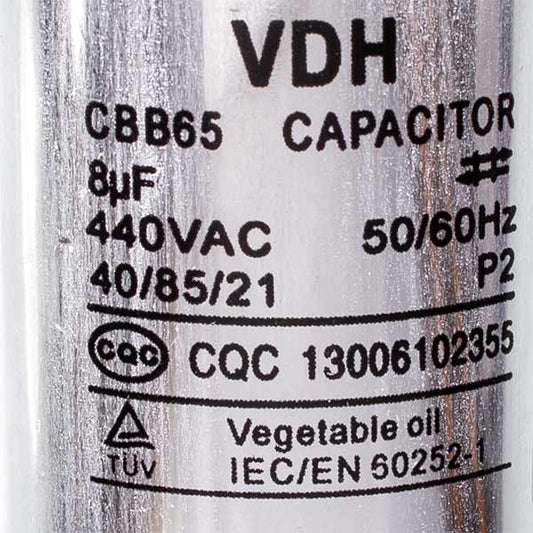 VDH
CBB65 CAPACITOR
8µF
440VAC 50/60Hz
40/85/21 P2
CQC CQC 13006102355
TÜV Vegetable oil
IEC/EN 60252-1